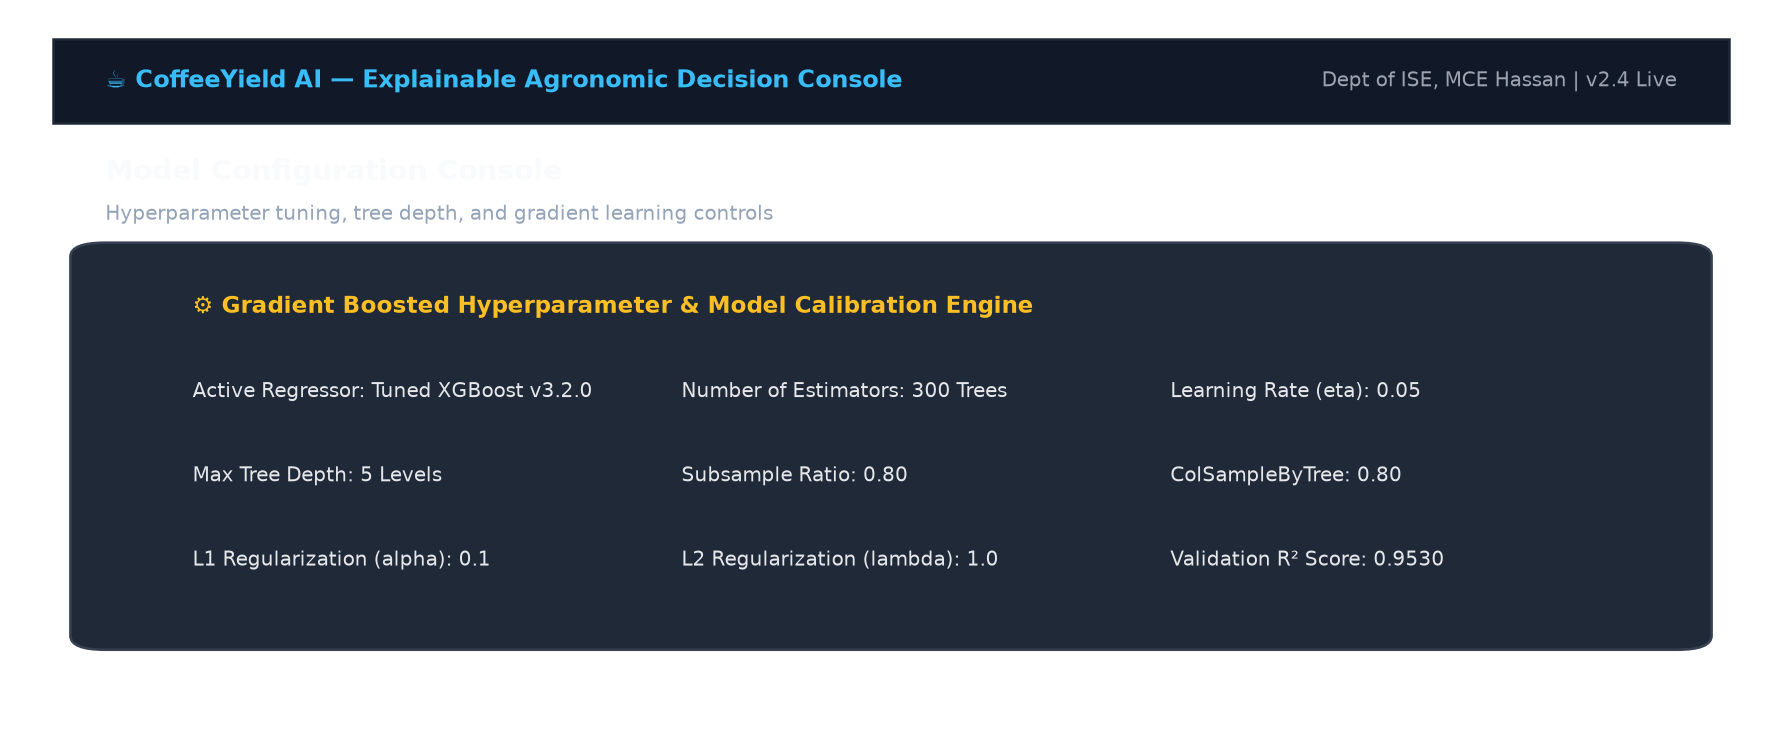 ☕ CoffeeYield AI — Explainable Agronomic Decision Console
Dept of ISE, MCE Hassan | v2.4 Live
Model Configuration Console
Hyperparameter tuning, tree depth, and gradient learning controls
⚙ Gradient Boosted Hyperparameter & Model Calibration Engine
Active Regressor: Tuned XGBoost v3.2.0
Number of Estimators: 300 Trees
Learning Rate (eta): 0.05
Max Tree Depth: 5 Levels
Subsample Ratio: 0.80
ColSampleByTree: 0.80
L1 Regularization (alpha): 0.1
L2 Regularization (lambda): 1.0
Validation R² Score: 0.9530